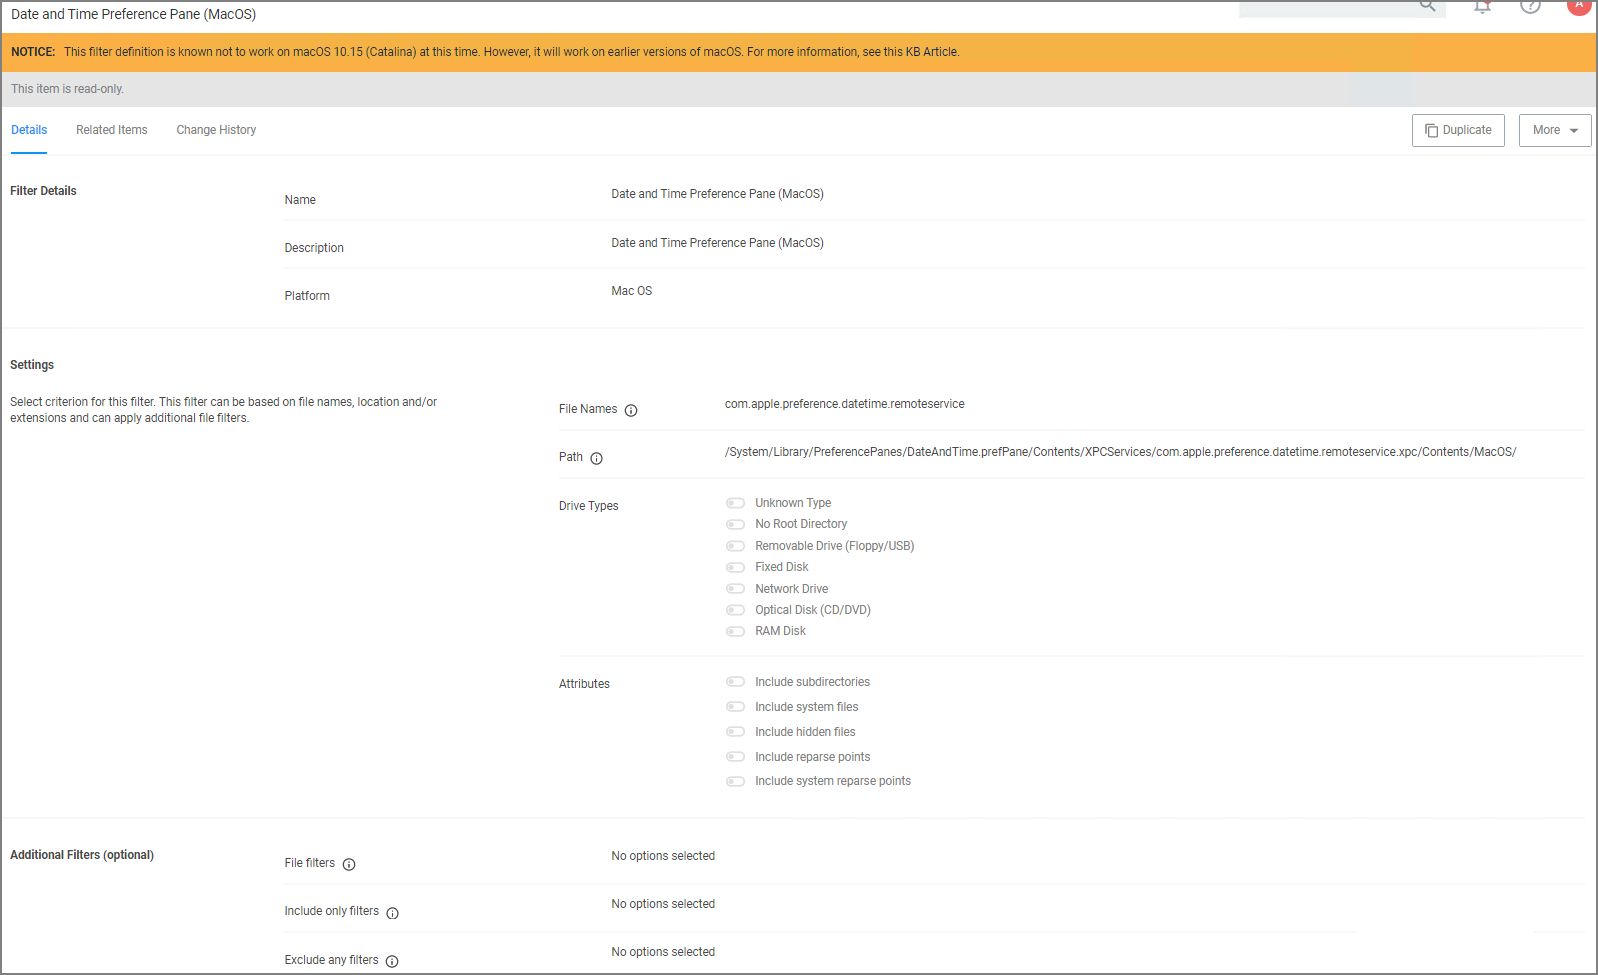 Date and Time Preference Pane (MacOS)
A
NOTICE: This filter definition is known not to work on macOS 10.15 (Catalina) at this time. However, it will work on earlier versions of macOS. For more information, see this KB Article.
This item is read-only.
Details Related Items Change History Duplicate More
Filter Details
Name Date and Time Preference Pane (MacOS)
Description Date and Time Preference Pane (MacOS)
Platform Mac OS
Settings
Select criterion for this filter. This filter can be based on file names, location and/or
extensions and can apply additional file filters.
File Names com.apple.preference.datetime.remoteservice
Path /System/Library/PreferencePanes/DateAndTime.prefPane/Contents/XPCServices/com.apple.preference.datetime.remoteservice.xpc/Contents/MacOS/
Drive Types Unknown Type
No Root Directory
Removable Drive (Floppy/USB)
Fixed Disk
Network Drive
Optical Disk (CD/DVD)
RAM Disk
Attributes Include subdirectories
Include system files
Include hidden files
Include reparse points
Include system reparse points
Additional Filters (optional)
File filters No options selected
Include only filters No options selected
Exclude any filters No options selected